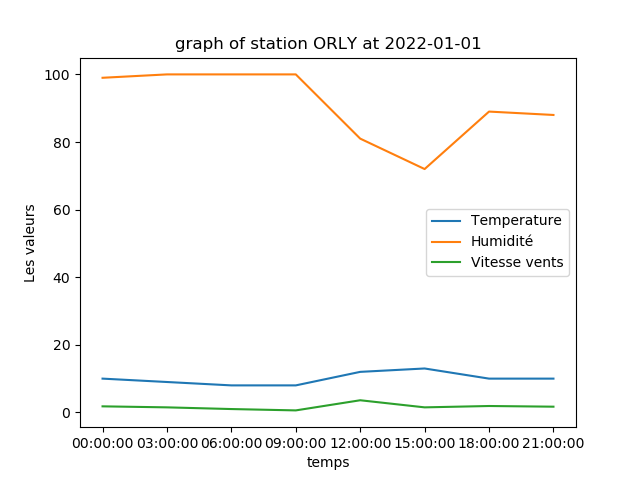 graph of station ORLY at 2022-01-01
Les valeurs
100
80
60
40
20
0
Temperature
Humidité
Vitesse vents
00:00:00 03:00:00 06:00:00 09:00:00 12:00:00 15:00:00 18:00:00 21:00:00
temps